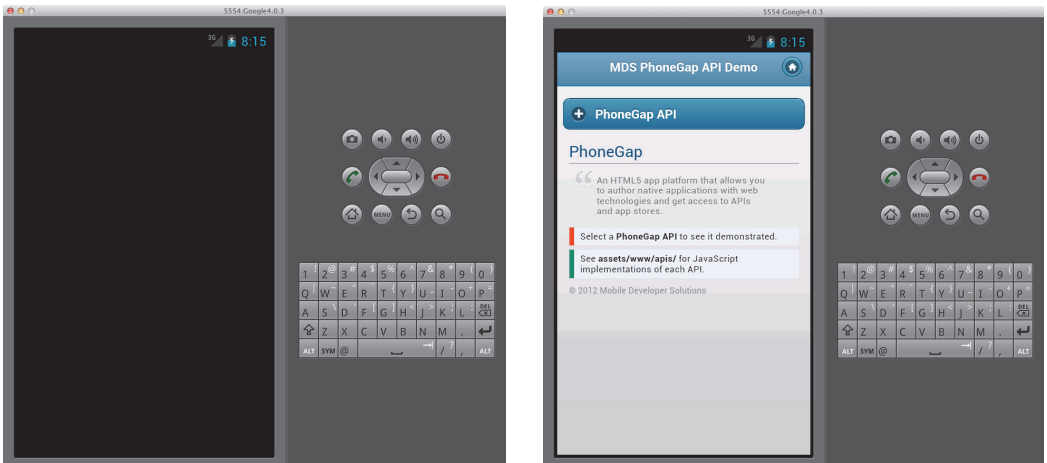 5554:Google4.0.3
3G 8:15
MENU
1 ! 2 @ 3 # 4 $ 5 % 6 ^ 7 & 8 * 9 ( 0 )
Q W ~ E " R ` T { Y } U _ I - O + P =
A S \ D ' F [ G ] H < J > K ; L : DEL
Z X C V B N M .
ALT SYM @ / ? , ALT
5554:Google4.0.3
3G 8:15
MDS PhoneGap API Demo
PhoneGap API
PhoneGap
“ An HTML5 app platform that allows you
to author native applications with web
technologies and get access to APIs
and app stores.
Select a PhoneGap API to see it demonstrated.
See assets/www/apis/ for JavaScript
implementations of each API.
© 2012 Mobile Developer Solutions
MENU
1 ! 2 @ 3 # 4 $ 5 % 6 ^ 7 & 8 * 9 ( 0 )
Q W ~ E " R ` T { Y } U _ I - O + P =
A S \ D ' F [ G ] H < J > K ; L : DEL
Z X C V B N M .
ALT SYM @ / ? , ALT